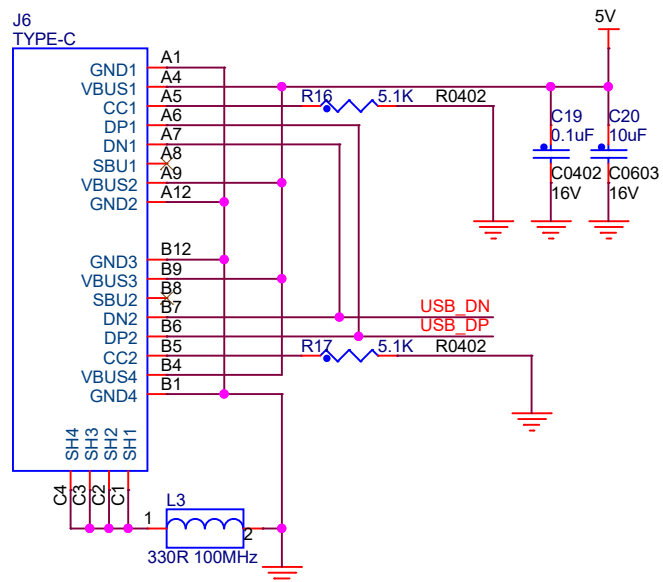 J6
TYPE-C
5V
GND1 A1
VBUS1 A4
CC1 A5 R16 5.1K R0402
DP1 A6
DN1 A7
SBU1 A8
VBUS2 A9
GND2 A12
C19
0.1uF
C0402
16V
C20
10uF
C0603
16V
GND3 B12
VBUS3 B9
SBU2 B8
DN2 B7 USB_DN
DP2 B6 USB_DP
CC2 B5 R17 5.1K R0402
VBUS4 B4
GND4 B1
SH4 SH3 SH2 SH1
C4 C3 C2 C1
L3
1 2
330R 100MHz